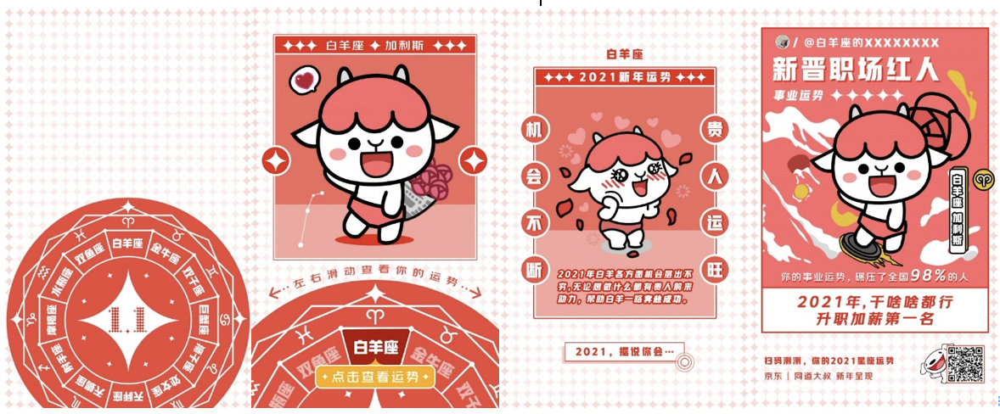 白羊座
金牛座
双子座
巨蟹座
狮子座
处女座
天秤座
天蝎座
射手座
摩羯座
水瓶座
双鱼座
1.1
白羊座 加利斯
左右滑动查看你的运势
水瓶座
双鱼座
白羊座
金牛座
双子
点击查看运势
白羊座
2021新年运势
机会不断
贵人运旺
2021年白羊各方面机会层出不
穷,无论想做什么都有贵人前来
助力，帮助白羊一路成功。
2021，据说你会…
/ @白羊座的XXXXXXXX
新晋职场红人
事业运势
白羊座 加利斯
你的事业运势，碾压了全国98%的人
2021年,干啥啥都行
升职加薪第一名
扫码测测，你的2021星座运势
京东 | 同道大叔 新年呈现